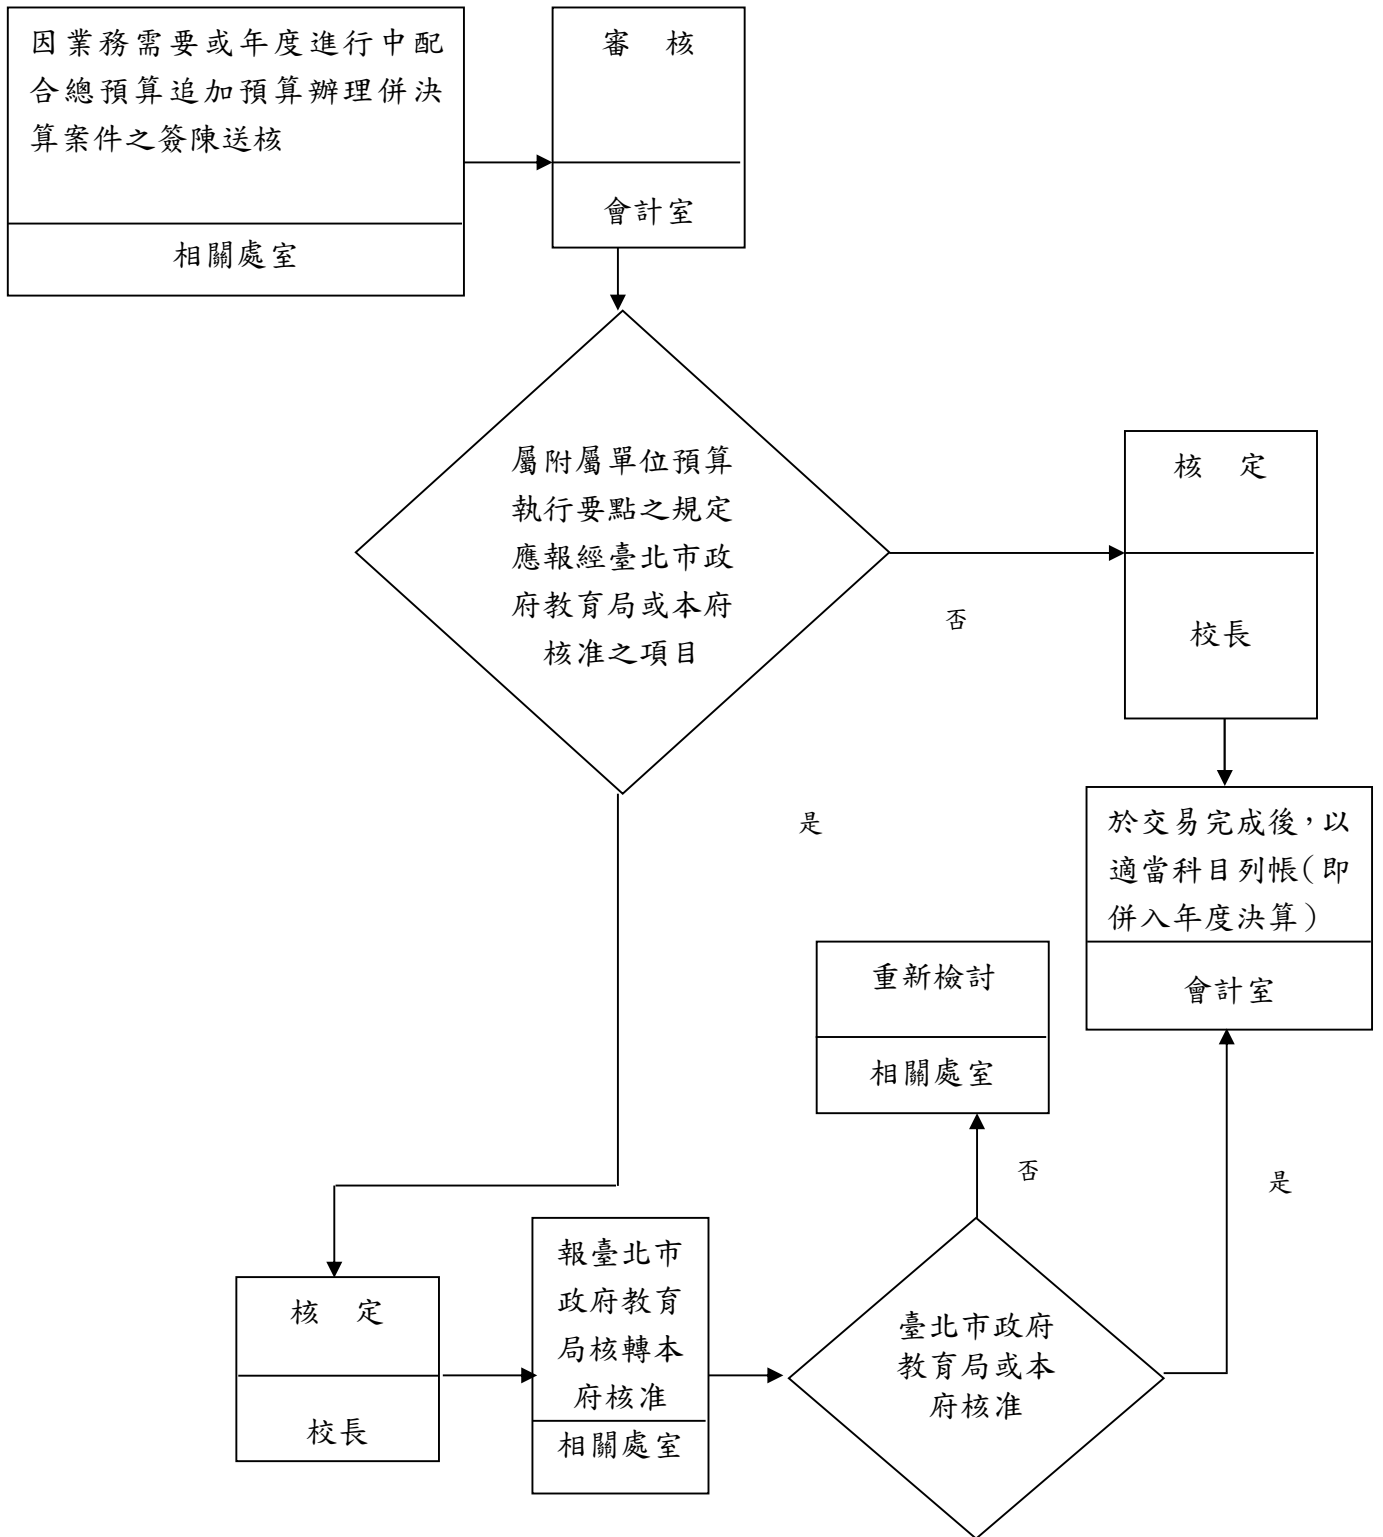 因業務需要或年度進行中配
合總預算追加預算辦理併決
算案件之簽陳送核
相關處室
審　核
會計室
屬附屬單位預算
執行要點之規定
應報經臺北市政
府教育局或本府
核准之項目
否
核　定
校長
是
於交易完成後，以
適當科目列帳（即
併入年度決算）
會計室
重新檢討
相關處室
否
是
核　定
校長
報臺北市
政府教育
局核轉本
府核准
相關處室
臺北市政府
教育局或本
府核准